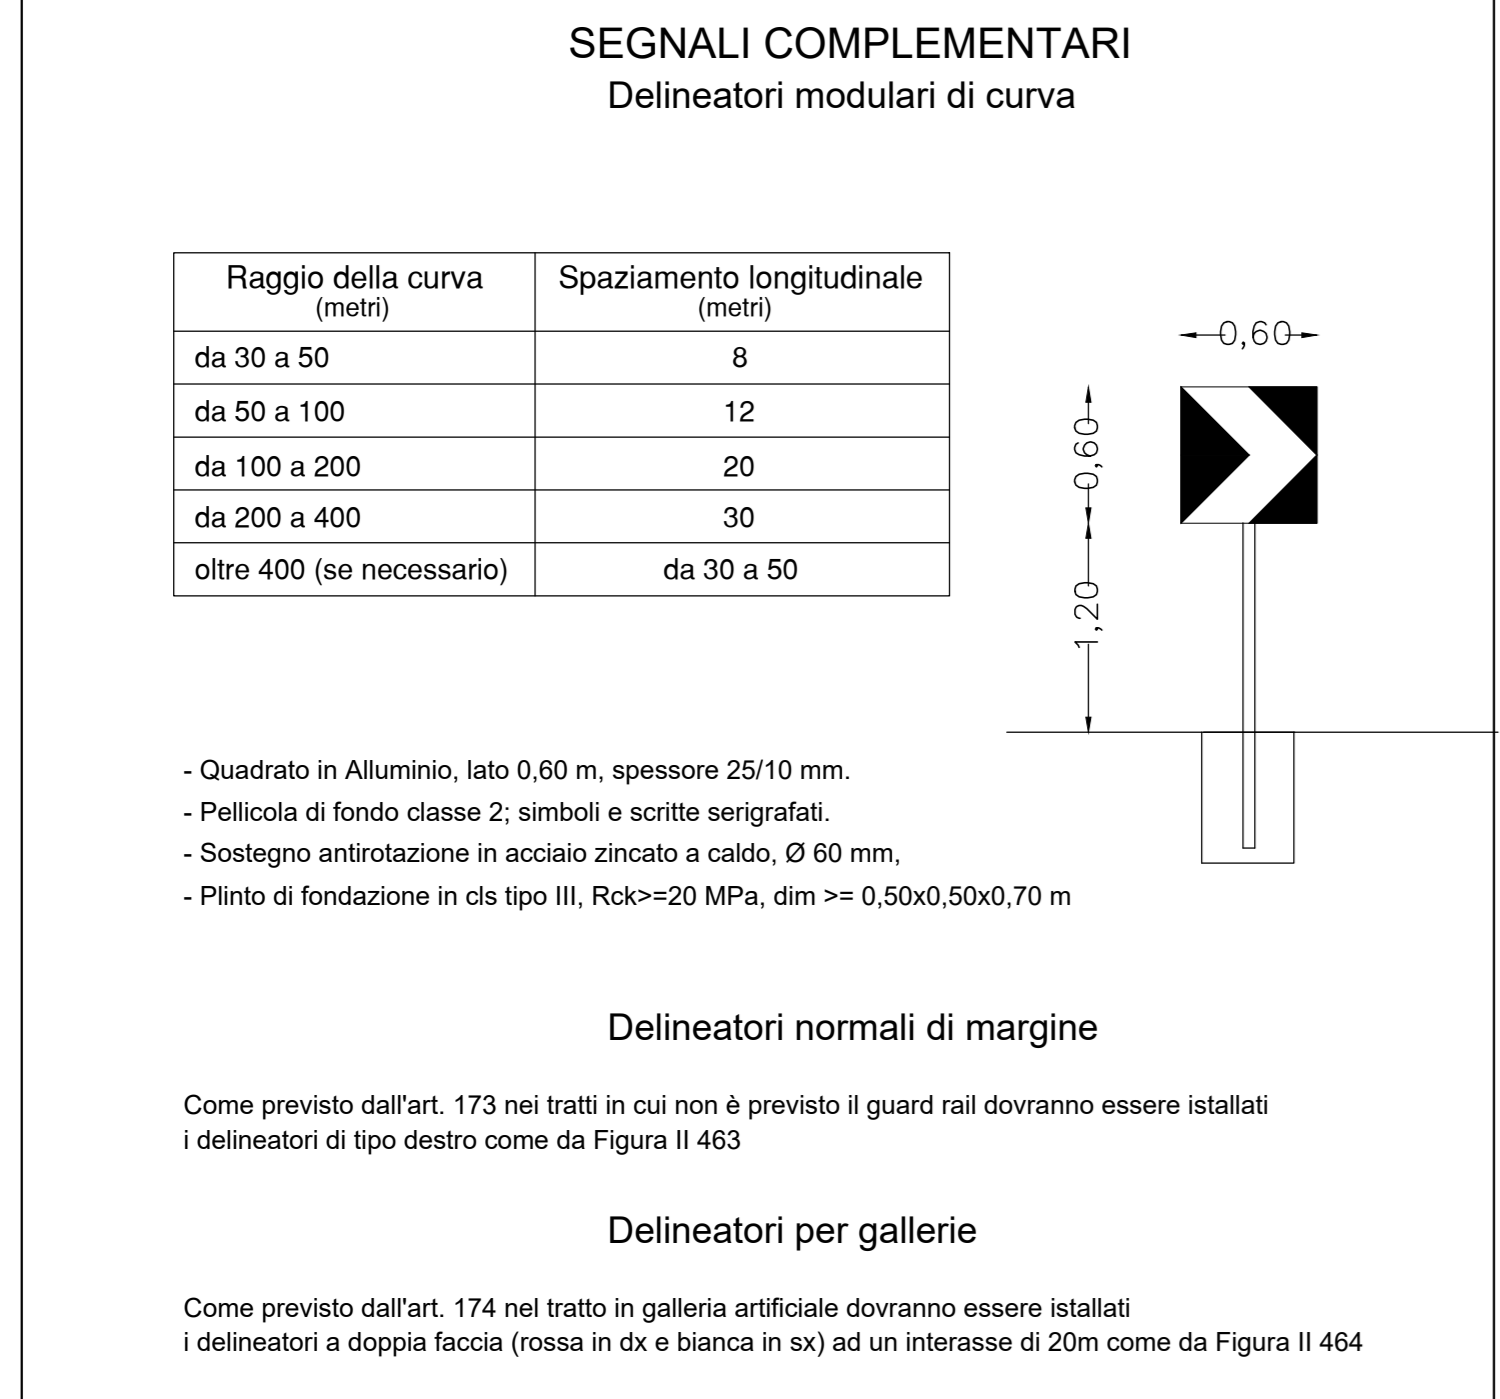 SEGNALI COMPLEMENTARI
Delineatori modulari di curva
Raggio della curva Spaziamento longitudinale
(metri) (metri)
da 30 a 50 8
da 50 a 100 12
da 100 a 200 20
da 200 a 400 30
oltre 400 (se necessario) da 30 a 50
0,60
0,60
1,20
- Quadrato in Alluminio, lato 0,60 m, spessore 25/10 mm.
- Pellicola di fondo classe 2; simboli e scritte serigrafati.
- Sostegno antirotazione in acciaio zincato a caldo, Ø 60 mm,
- Plinto di fondazione in cls tipo III, Rck>=20 MPa, dim >= 0,50x0,50x0,70 m
Delineatori normali di margine
Come previsto dall'art. 173 nei tratti in cui non è previsto il guard rail dovranno essere istallati
i delineatori di tipo destro come da Figura II 463
Delineatori per gallerie
Come previsto dall'art. 174 nel tratto in galleria artificiale dovranno essere istallati
i delineatori a doppia faccia (rossa in dx e bianca in sx) ad un interasse di 20m come da Figura II 464